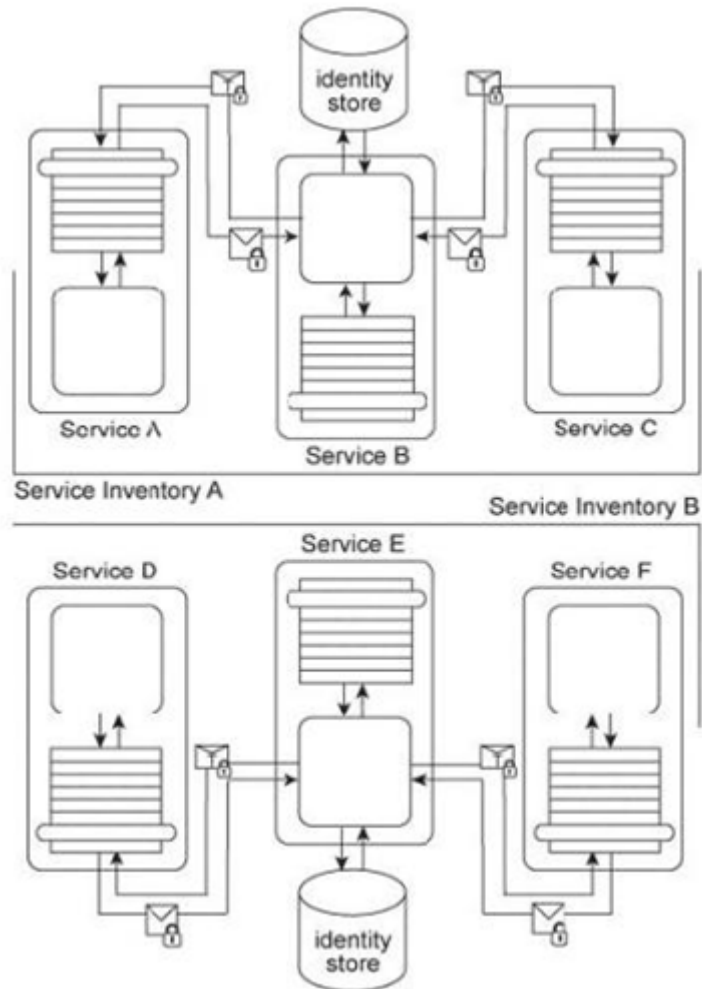 identity
store
Service A
Service B
Service C
Service Inventory A
Service Inventory B
Service D
Service E
Service F
identity
store